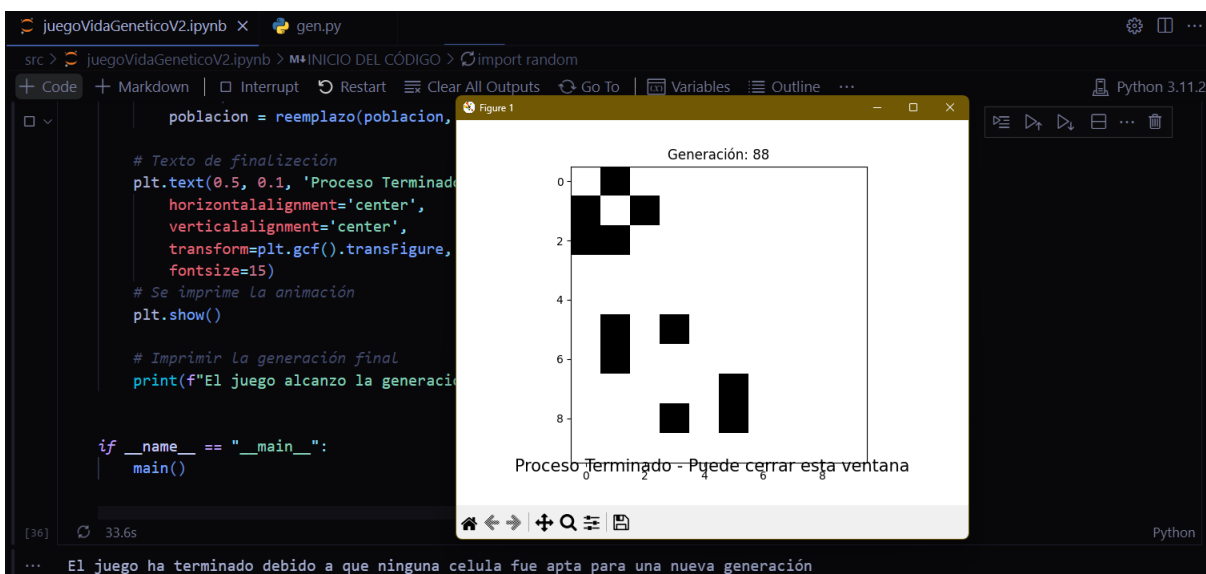 juegoVidaGeneticoV2.ipynb × gen.py ...
src > juegoVidaGeneticoV2.ipynb > M↓INICIO DEL CÓDIGO > import random
+ Code + Markdown | Interrupt Restart Clear All Outputs Go To | Variables Outline ... Python 3.11.2
poblacion = reemplazo(poblacion,
# Texto de finalizeción
plt.text(0.5, 0.1, 'Proceso Terminado
horizontalalignment='center',
verticalalignment='center',
transform=plt.gcf().transFigure,
fontsize=15)
# Se imprime la animación
plt.show()
# Imprimir la generación final
print(f"El juego alcanzo la generació
if __name__ == "__main__":
main()
[36] 33.6s Python
... El juego ha terminado debido a que ninguna celula fue apta para una nueva generación
Figure 1
Generación: 88
0
2
4
6
8
Proceso Terminado - Puede cerrar esta ventana
0 2 4 6 8